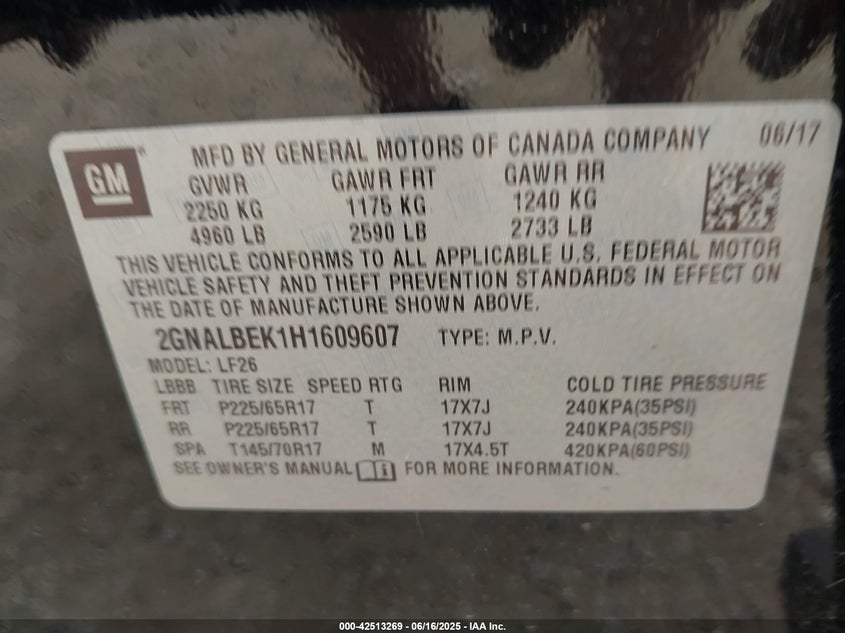 GM
MFD BY GENERAL MOTORS OF CANADA COMPANY 06/17
GVWR GAWR FRT GAWR RR
2250 KG 1175 KG 1240 KG
4960 LB 2590 LB 2733 LB
THIS VEHICLE CONFORMS TO ALL APPLICABLE U.S. FEDERAL MOTOR
VEHICLE SAFETY AND THEFT PREVENTION STANDARDS IN EFFECT ON
THE DATE OF MANUFACTURE SHOWN ABOVE.
2GNALBEK1H1609607 TYPE: M.P.V.
MODEL: LF26
LBBB TIRE SIZE SPEED RTG RIM COLD TIRE PRESSURE
FRT P225/65R17 T 17X7J 240KPA(35PSI)
RR P225/65R17 T 17X7J 240KPA(35PSI)
SPA T145/70R17 M 17X4.5T 420KPA(60PSI)
SEE OWNER'S MANUAL FOR MORE INFORMATION.
000-42513269 - 06/16/2025 - IAA Inc.